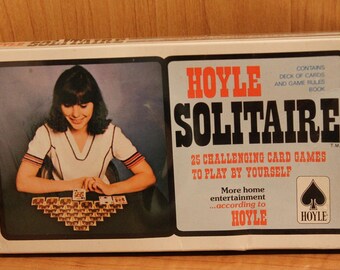 CONTAINS
DECK OF CARDS
AND GAME RULES
BOOK
HOYLE
SOLITAIRE
TM
25 CHALLENGING CARD GAMES
TO PLAY BY YOURSELF
More home
entertainment
...according to
HOYLE
HOYLE